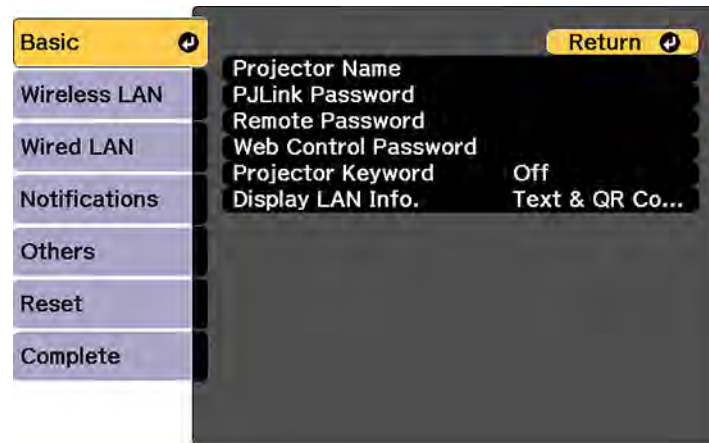 Basic
Wireless LAN
Wired LAN
Notifications
Others
Reset
Complete
Return
Projector Name
PJLink Password
Remote Password
Web Control Password
Projector Keyword Off
Display LAN Info. Text & QR Co...